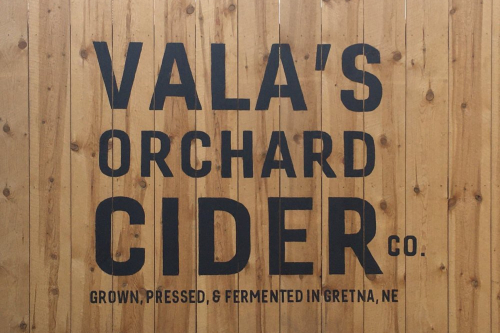 VALA'S
ORCHARD
CIDER CO.
GROWN, PRESSED, & FERMENTED IN GRETNA, NE